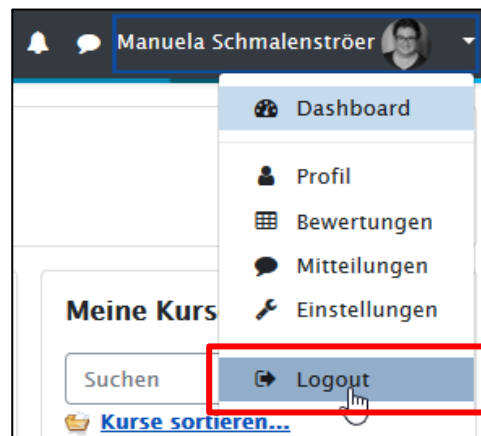 Manuela Schmalenströer
Dashboard
Profil
Bewertungen
Mitteilungen
Einstellungen
Logout
Meine Kurs
Suchen
Kurse sortieren...